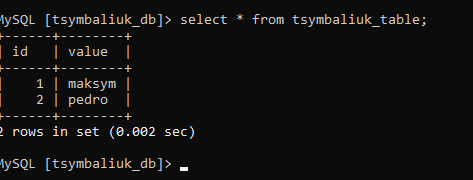 MySQL [tsymbaliuk_db]> select * from tsymbaliuk_table;
+------+--------+
| id   | value  |
+------+--------+
|    1 | maksym |
|    2 | pedro  |
+------+--------+
2 rows in set (0.002 sec)
MySQL [tsymbaliuk_db]> _